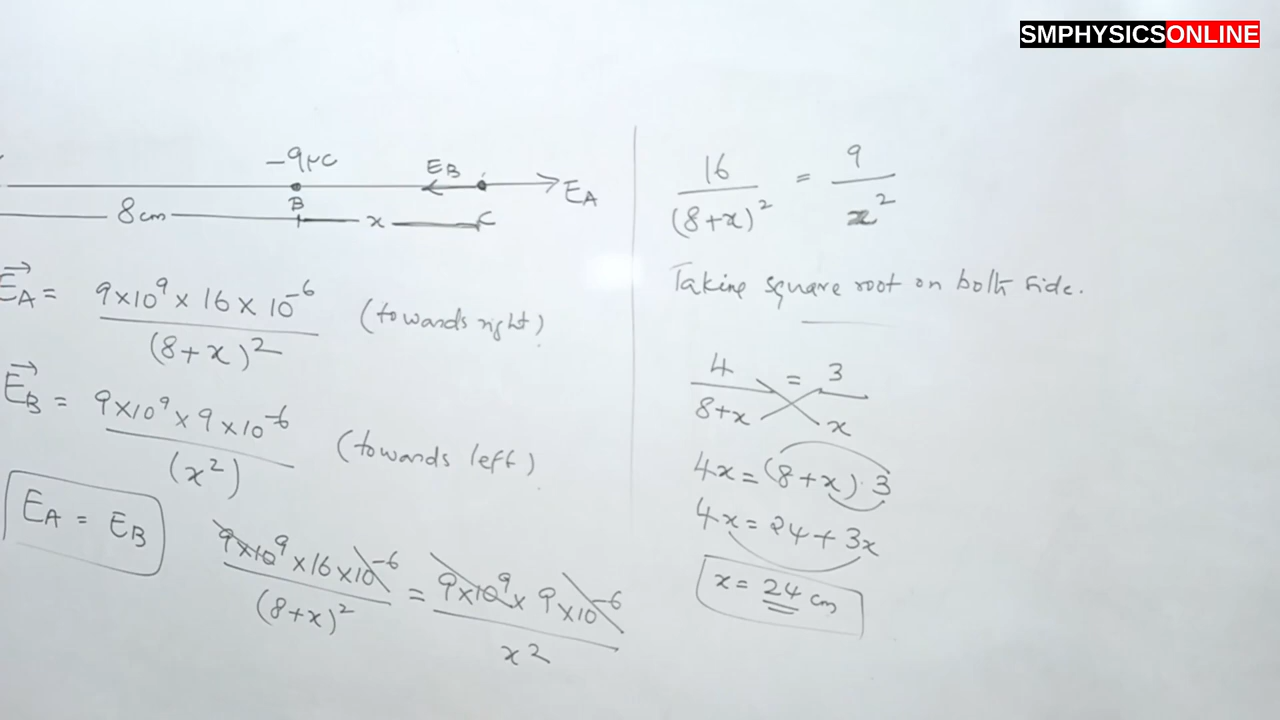 SMPHYSICSONLINE
-9μC
EB
EA
B
8cm
x
C
EA = 9×10⁹ × 16 × 10⁻⁶ / (8+x)² (towards right)
EB = 9×10⁹ × 9×10⁻⁶ / (x²) (towards left)
EA = EB
9×10⁹ × 16 × 10⁻⁶ / (8+x)² = 9×10⁹ × 9×10⁻⁶ / x²
16 / (8+x)² = 9 / x²
Taking square root on both side.
4 / 8+x = 3 / x
4x = (8+x).3
4x = 24 + 3x
x = 24 cm